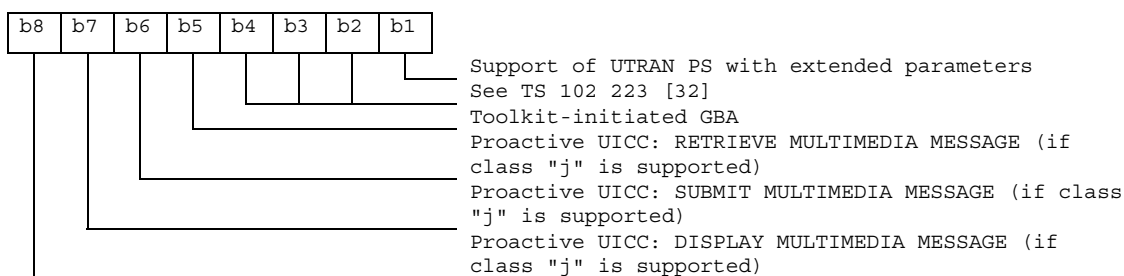 b8 b7 b6 b5 b4 b3 b2 b1
Support of UTRAN PS with extended parameters
See TS 102 223 [32]
Toolkit-initiated GBA
Proactive UICC: RETRIEVE MULTIMEDIA MESSAGE (if
class "j" is supported)
Proactive UICC: SUBMIT MULTIMEDIA MESSAGE (if class
"j" is supported)
Proactive UICC: DISPLAY MULTIMEDIA MESSAGE (if
class "j" is supported)